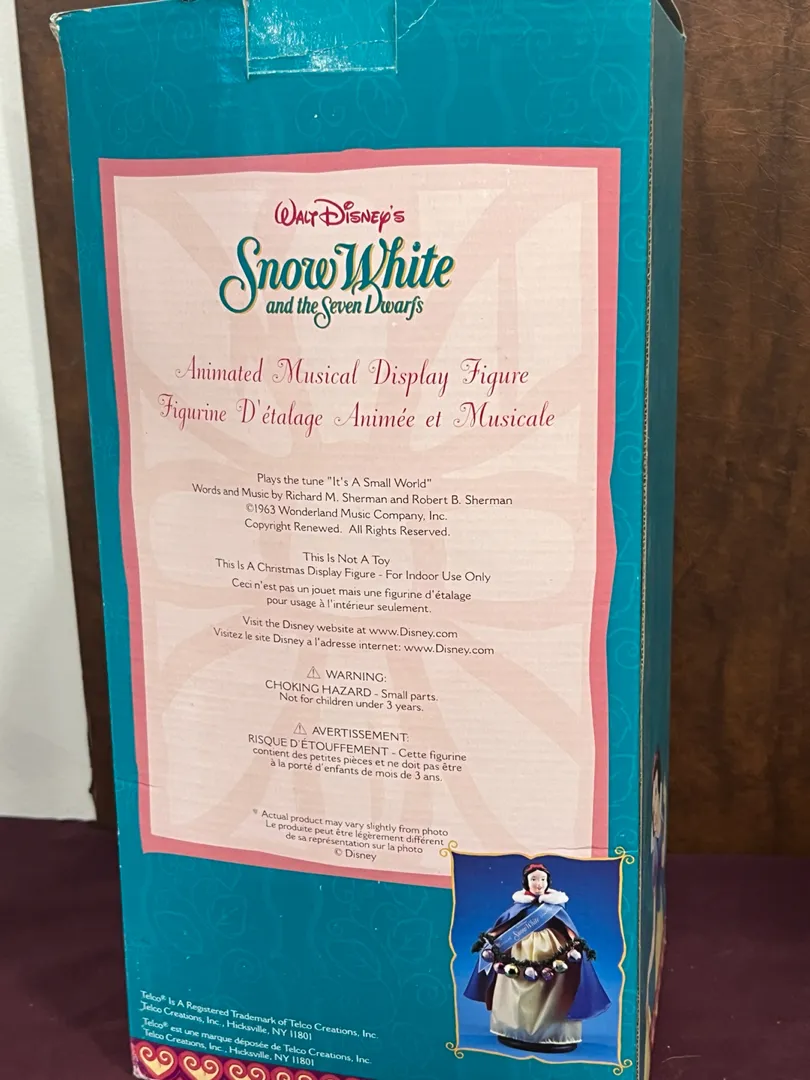 Walt Disney's
Snow White
and the Seven Dwarfs
Animated Musical Display Figure
Figurine D'étalage Animée et Musicale
Plays the tune "It's A Small World"
Words and Music by Richard M. Sherman and Robert B. Sherman
©1963 Wonderland Music Company, Inc.
Copyright Renewed. All Rights Reserved.
This Is Not A Toy
This Is A Christmas Display Figure - For Indoor Use Only
Ceci n'est pas un jouet mais une figurine d'étalage
pour usage à l'intérieur seulement.
Visit the Disney website at www.Disney.com
Visitez le site Disney a l'adresse internet: www.Disney.com
⚠ WARNING:
CHOKING HAZARD - Small parts.
Not for children under 3 years.
⚠ AVERTISSEMENT:
RISQUE D'ÉTOUFFEMENT - Cette figurine
contient des petites pièces et ne doit pas être
à la porté d'enfants de mois de 3 ans.
* Actual product may vary slightly from photo
Le produite peut être légèrement différent
de sa représentation sur la photo
© Disney
Snow White
Telco® Is A Registered Trademark of Telco Creations, Inc.
Telco Creations, Inc., Hicksville, NY 11801
Telco® est une marque déposée de Telco Creations, Inc.
Telco Creations, Inc., Hicksville, NY 11801